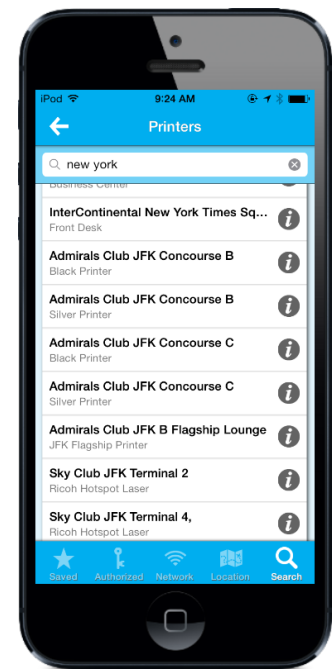 iPod 9:24 AM
Printers
new york
Business Center
InterContinental New York Times Sq...
Front Desk
Admirals Club JFK Concourse B
Black Printer
Admirals Club JFK Concourse B
Silver Printer
Admirals Club JFK Concourse C
Black Printer
Admirals Club JFK Concourse C
Silver Printer
Admirals Club JFK B Flagship Lounge
JFK Flagship Printer
Sky Club JFK Terminal 2
Ricoh Hotspot Laser
Sky Club JFK Terminal 4,
Ricoh Hotspot Laser
Saved Authorized Network Location Search